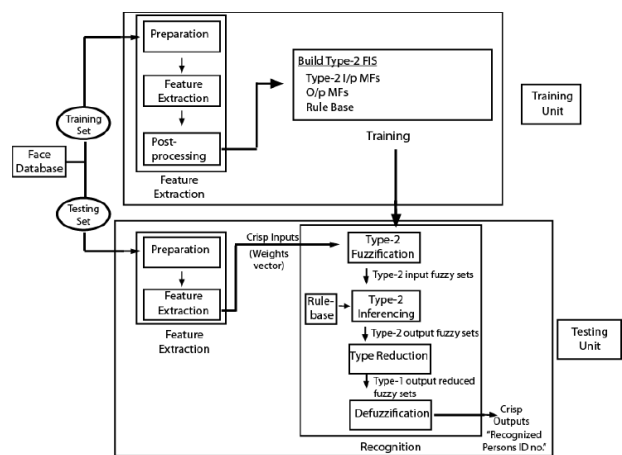 Preparation
Feature
Extraction
Post-
processing
Feature
Extraction
Build Type-2 FIS
Type-2 I/p MFs
O/p MFs
Rule Base
Training
Training
Unit
Training
Set
Face
Database
Testing
Set
Preparation
Feature
Extraction
Feature
Extraction
Crisp Inputs
(Weights
vector)
Type-2
Fuzzification
Type-2 input fuzzy sets
Rule-
base
Type-2
Inferencing
Type-2 output fuzzy sets
Type Reduction
Type-1 output reduced
fuzzy sets
Defuzzification
Recognition
Crisp
Outputs
"Recognized
Persons ID no."
Testing
Unit